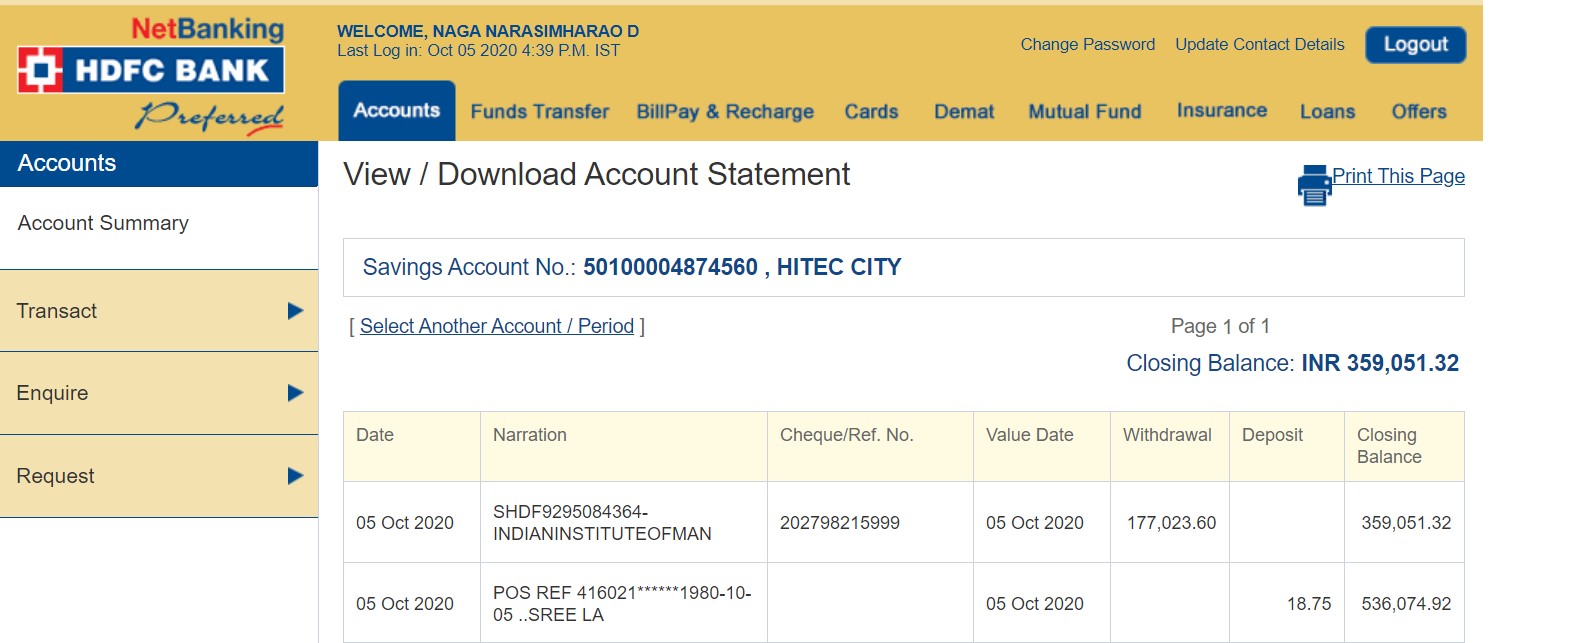 NetBanking
HDFC BANK
Preferred
WELCOME, NAGA NARASIMHARAO D
Last Log in: Oct 05 2020 4:39 P.M. IST
Change Password Update Contact Details Logout
Accounts Funds Transfer BillPay & Recharge Cards Demat Mutual Fund Insurance Loans Offers
Accounts
Account Summary
Transact
Enquire
Request
View / Download Account Statement
Print This Page
Savings Account No.: 50100004874560 , HITEC CITY
[ Select Another Account / Period ]
Page 1 of 1
Closing Balance: INR 359,051.32
Date Narration Cheque/Ref. No. Value Date Withdrawal Deposit Closing
Balance
05 Oct 2020 SHDF9295084364-
INDIANINSTITUTEOFMAN 202798215999 05 Oct 2020 177,023.60 359,051.32
05 Oct 2020 POS REF 416021******1980-10-
05 ..SREE LA 05 Oct 2020 18.75 536,074.92